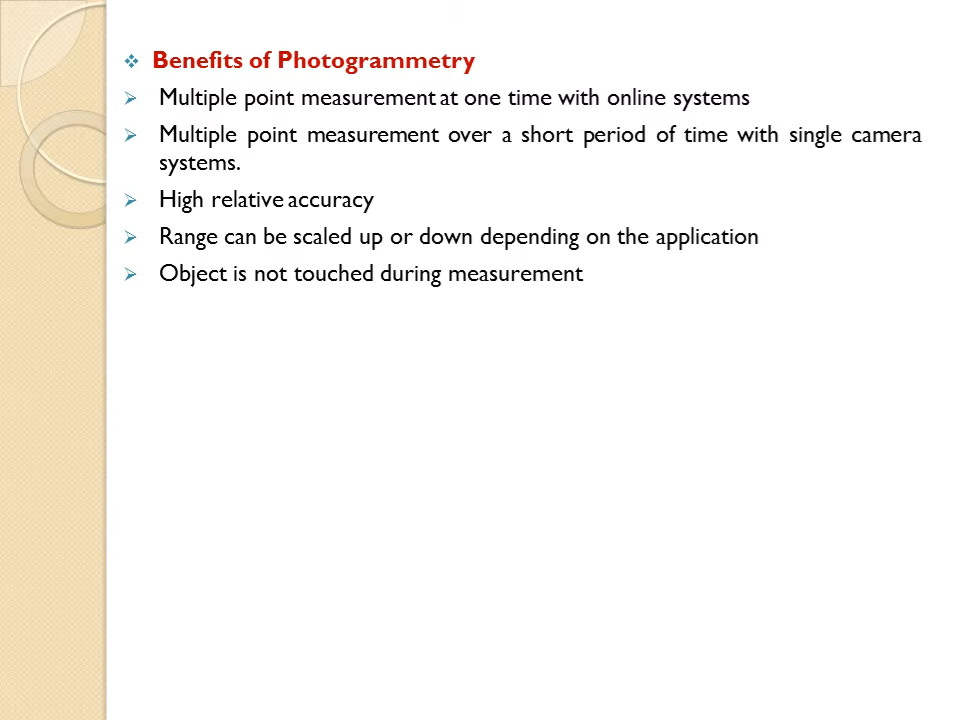 Benefits of Photogrammetry
Multiple point measurement at one time with online systems
Multiple point measurement over a short period of time with single camera
systems.
High relative accuracy
Range can be scaled up or down depending on the application
Object is not touched during measurement